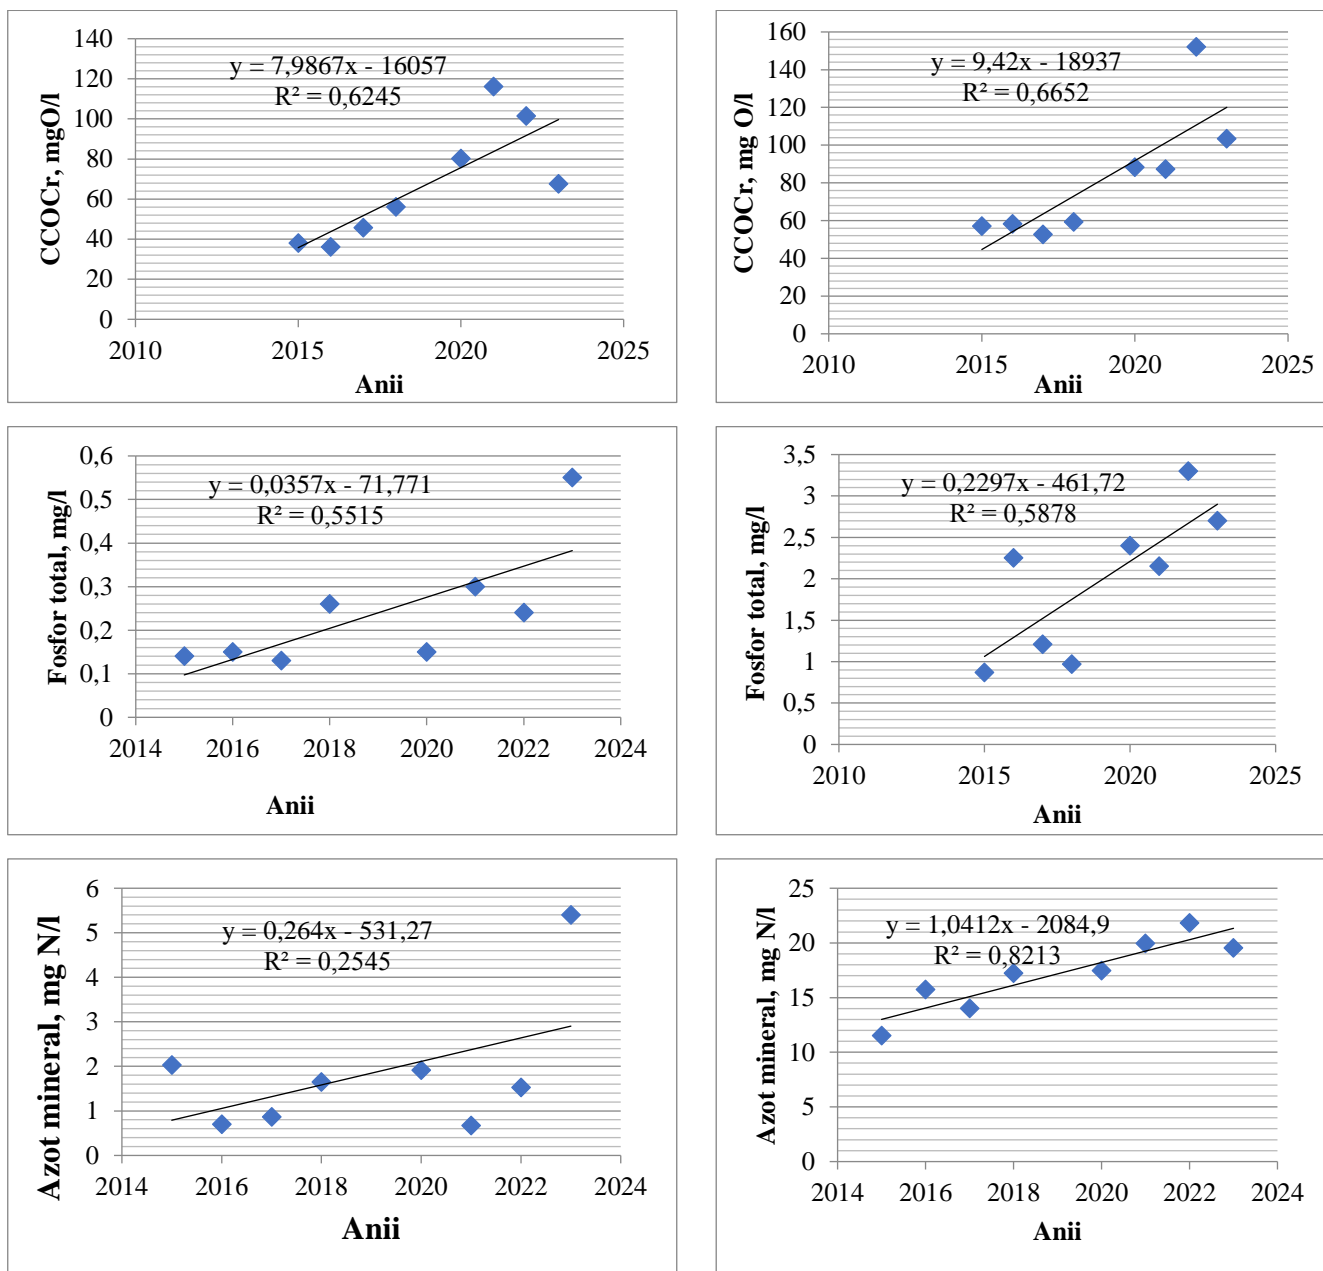 140
120
100
80
60
40
20
0
y = 7,9867x - 16057
R² = 0,6245
CCOCr, mgO/l
2010 2015 2020 2025
Anii
160
140
120
100
80
60
40
20
0
y = 9,42x - 18937
R² = 0,6652
CCOCr, mg O/l
2010 2015 2020 2025
Anii
0,6
0,5
0,4
0,3
0,2
0,1
0
y = 0,0357x - 71,771
R² = 0,5515
Fosfor total, mg/l
2014 2016 2018 2020 2022 2024
Anii
3,5
3
2,5
2
1,5
1
0,5
0
y = 0,2297x - 461,72
R² = 0,5878
Fosfor total, mg/l
2010 2015 2020 2025
Anii
6
5
4
3
2
1
0
y = 0,264x - 531,27
R² = 0,2545
Azot mineral, mg N/l
2014 2016 2018 2020 2022 2024
Anii
25
20
15
10
5
0
y = 1,0412x - 2084,9
R² = 0,8213
Azot mineral, mg N/l
2014 2016 2018 2020 2022 2024
Anii